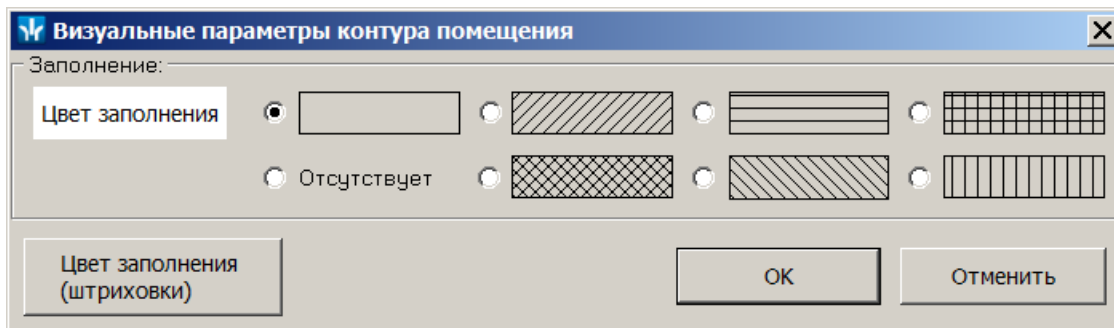 Визуальные параметры контура помещения
Заполнение:
Цвет заполнения
Отсутствует
Цвет заполнения
(штриховки)
OK
Отменить